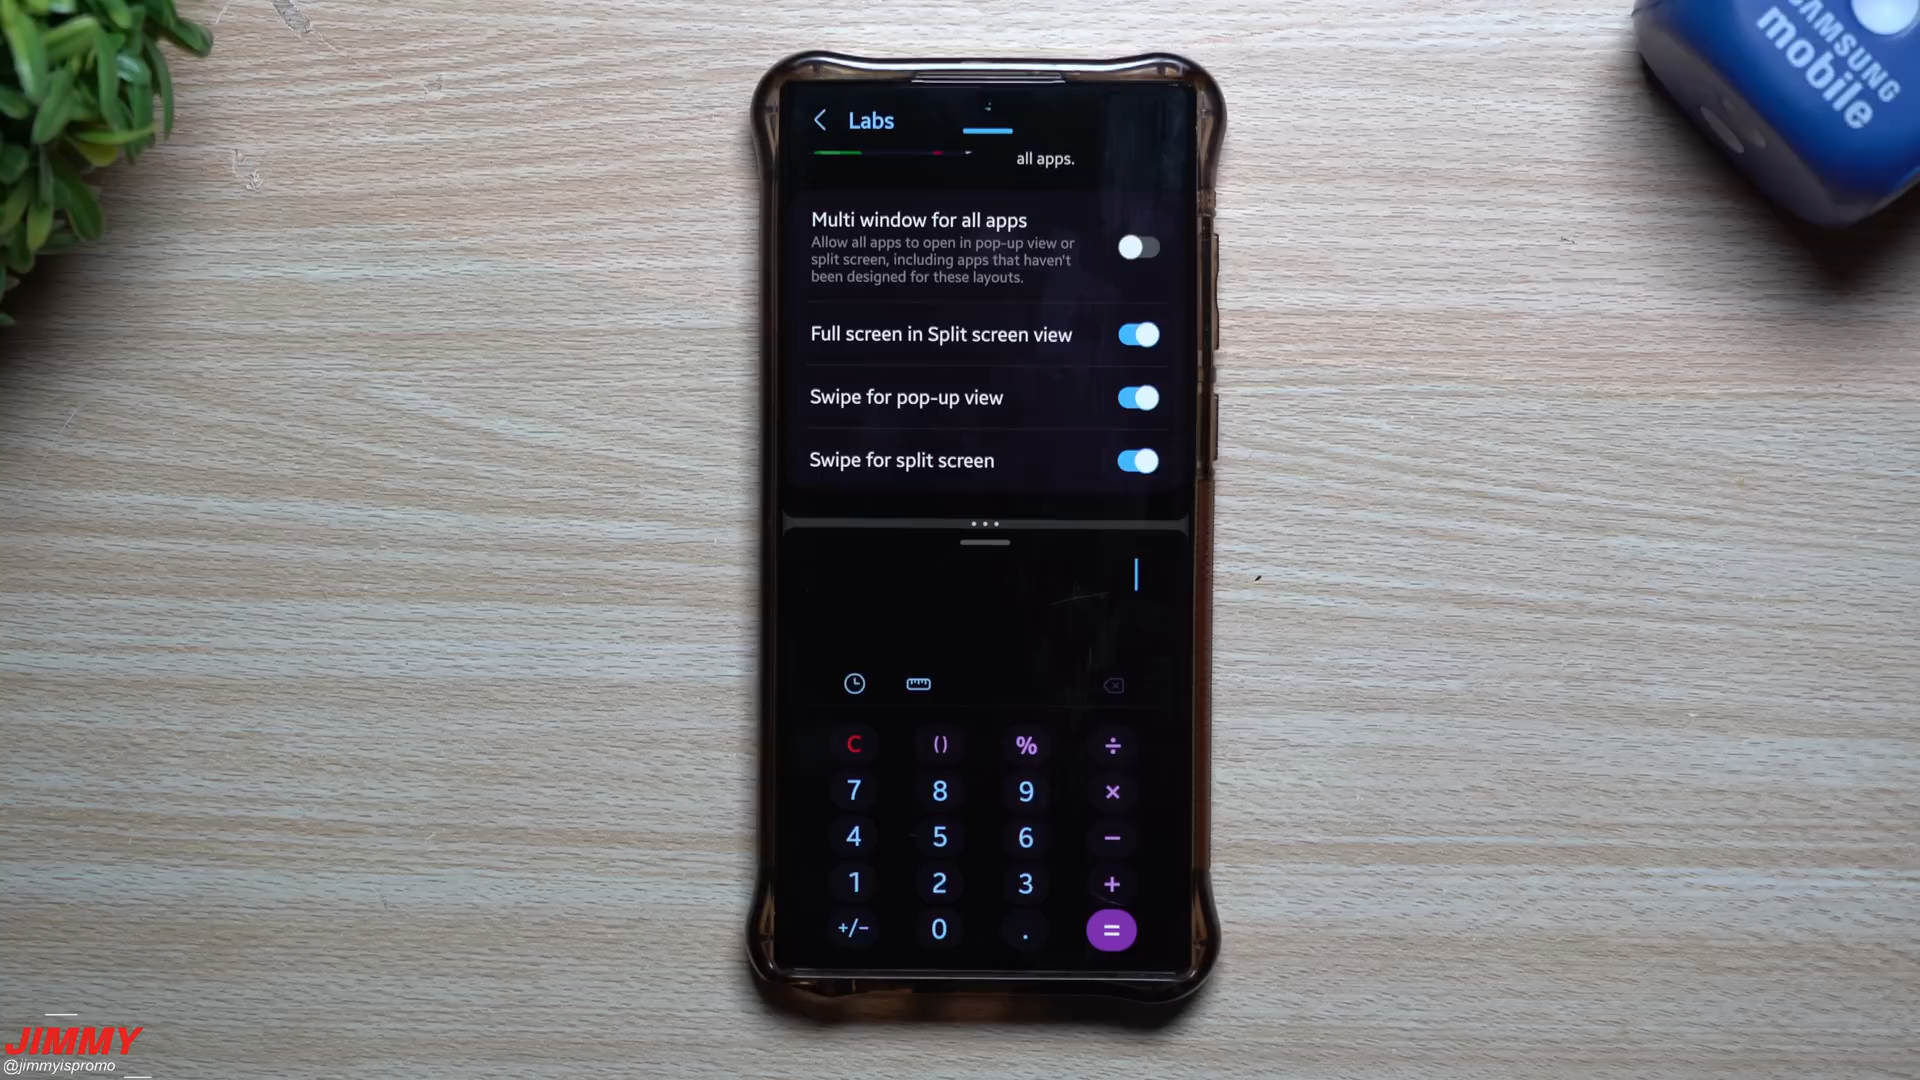 SAMSUNG
mobile
Labs
all apps.
Multi window for all apps
Allow all apps to open in pop-up view or
split screen, including apps that haven't
been designed for these layouts.
Full screen in Split screen view
Swipe for pop-up view
Swipe for split screen
C () % ÷
7 8 9 ×
4 5 6 −
1 2 3 +
+/− 0 . =
JIMMY
@jimmyispromo